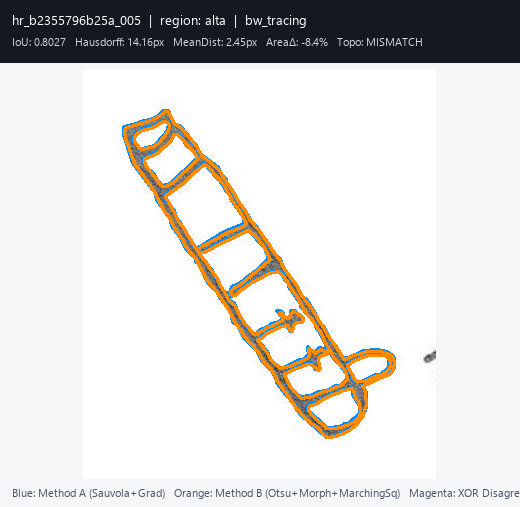 hr_b2355796b25a_005 | region: alta | bw_tracing
IoU: 0.8027 Hausdorff: 14.16px MeanDist: 2.45px AreaΔ: -8.4% Topo: MISMATCH
Blue: Method A (Sauvola+Grad) Orange: Method B (Otsu+Morph+MarchingSq) Magenta: XOR Disagre